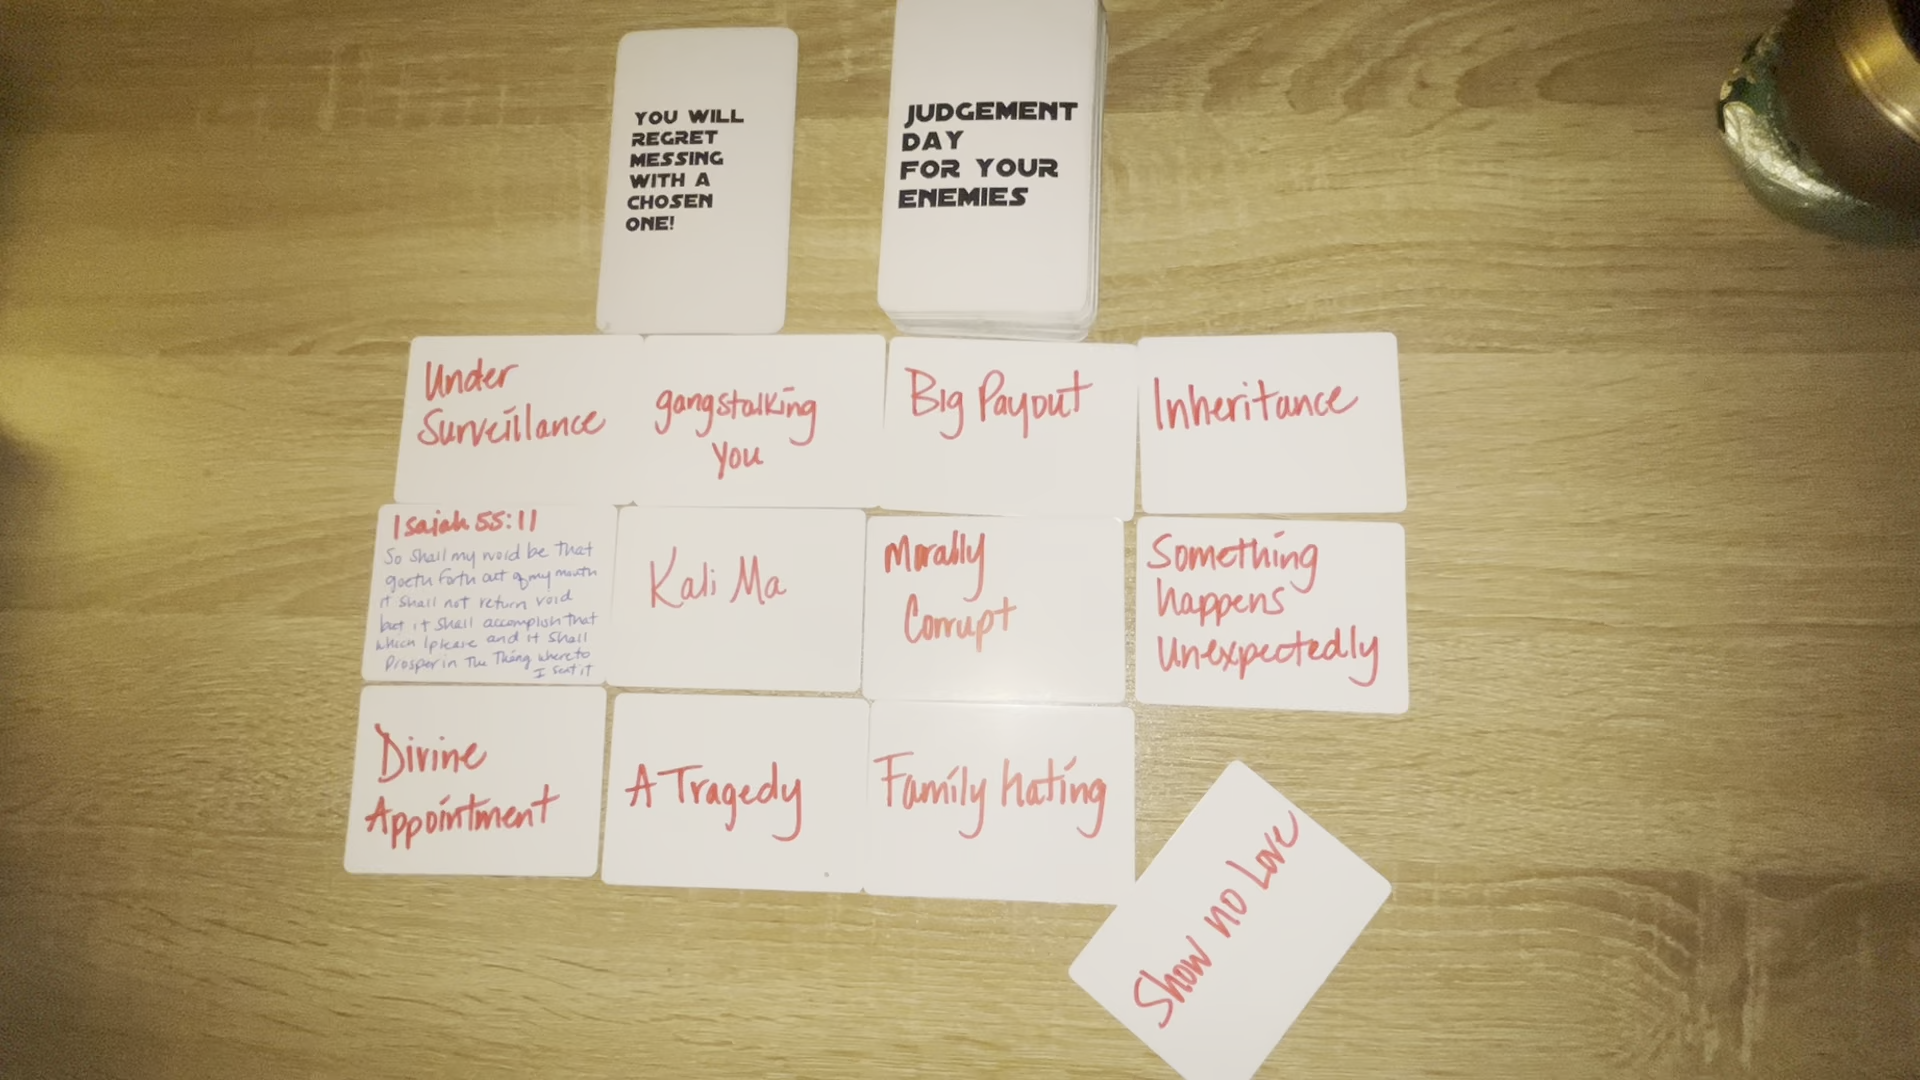 YOU WILL
REGRET
MESSING
WITH A
CHOSEN
ONE!
JUDGEMENT
DAY
FOR YOUR
ENEMIES
Under
Surveillance
gangstalking
You
Big Payout
Inheritance
Isaiah 55:11
So shall my word be that
goeth forth out of my mouth
it shall not return void
but it shall accomplish that
which I please and it shall
Prosper in The Thing whereto
I sent it
Kali Ma
Morally
Corrupt
Something
happens
Unexpectedly
Divine
Appointment
A Tragedy
Family hating
Show no Love